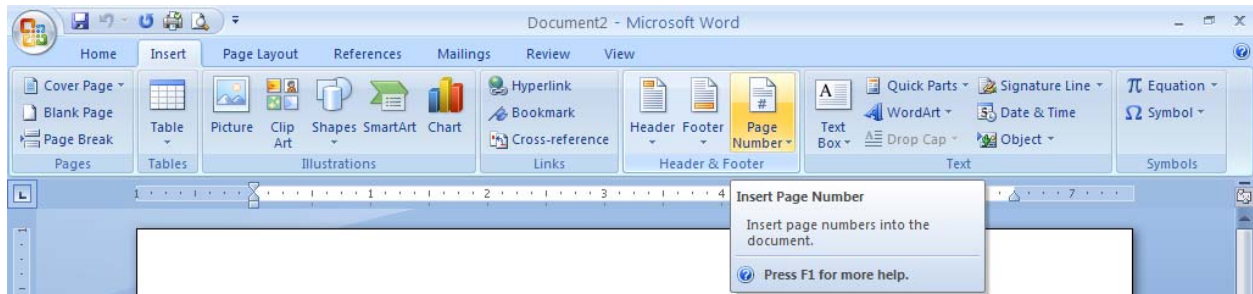 Document2 - Microsoft Word
Home Insert Page Layout References Mailings Review View
Cover Page
Blank Page
Page Break
Pages
Table
Tables
Picture
Clip
Art
Shapes
SmartArt
Chart
Illustrations
Hyperlink
Bookmark
Cross-reference
Links
Header
Footer
#
Page
Number
Header & Footer
A
Text
Box
Quick Parts
WordArt
Drop Cap
Signature Line
Date & Time
Object
Text
π Equation
Ω Symbol
Symbols
L
1 1 2 3 4 7
Insert Page Number
Insert page numbers into the
document.
Press F1 for more help.